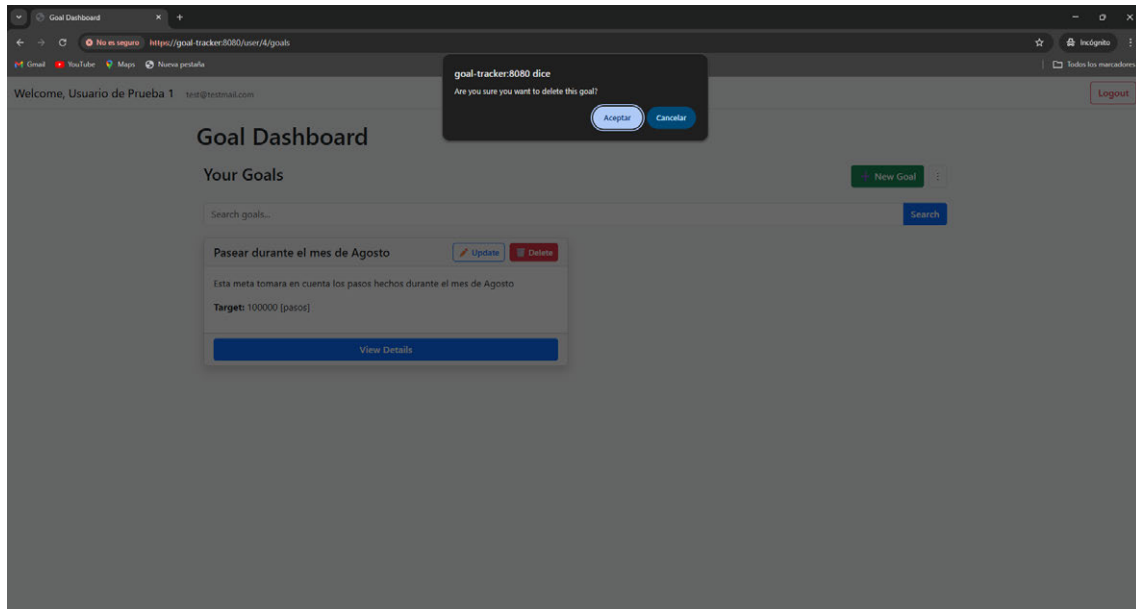 Goal Dashboard
No es seguro https://goal-tracker:8080/user/4/goals
Incógnito
Gmail YouTube Maps Nueva pestaña
Todos los marcadores
goal-tracker:8080 dice
Are you sure you want to delete this goal?
Aceptar Cancelar
Welcome, Usuario de Prueba 1 test@testmail.com
Logout
Goal Dashboard
Your Goals
New Goal
Search goals...
Search
Pasear durante el mes de Agosto
Update Delete
Esta meta tomara en cuenta los pasos hechos durante el mes de Agosto
Target: 100000 [pasos]
View Details